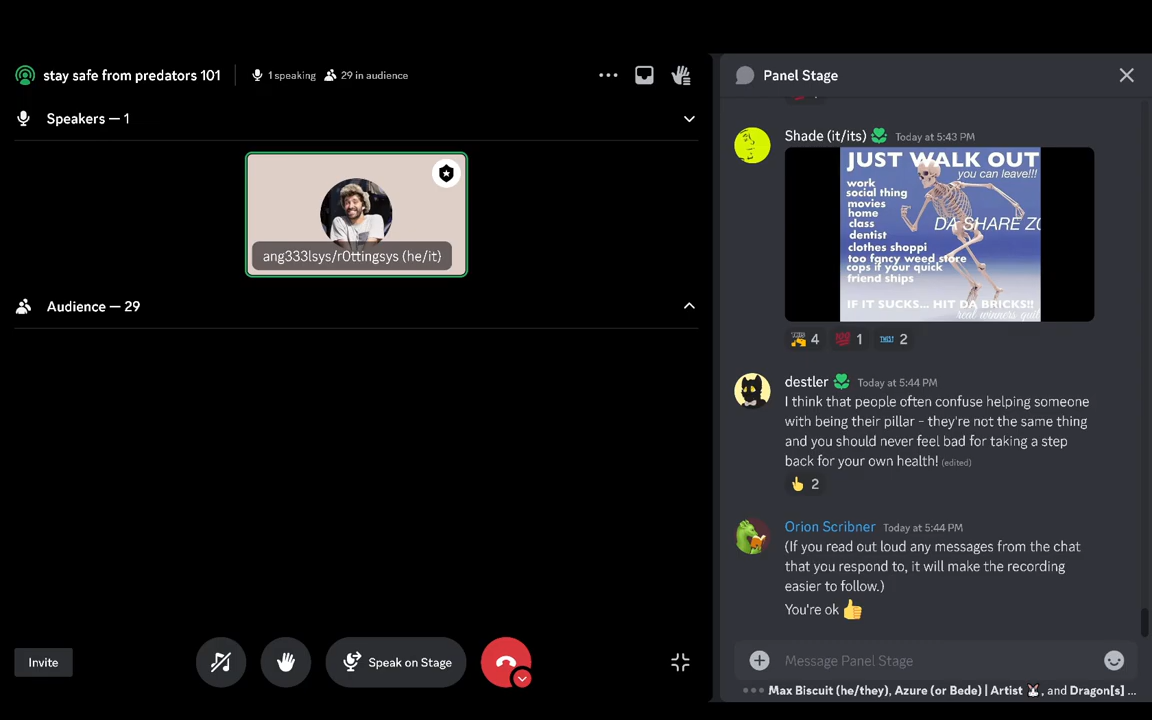 stay safe from predators 101
1 speaking
29 in audience
Speakers — 1
ang333lsys/r0ttingsys (he/it)
Audience — 29
Invite
Speak on Stage
Panel Stage
Shade (it/its) Today at 5:43 PM
JUST WALK OUT
you can leave!!!
work
social thing
movies
home
class
dentist
clothes shoppi
too fgncy weed store
cops if your quick
friend ships
DA SHARE Z
IF IT SUCKS... HIT DA BRICKS!!
real winners quit
4 1 THIS! 2
destler Today at 5:44 PM
I think that people often confuse helping someone
with being their pillar - they're not the same thing
and you should never feel bad for taking a step
back for your own health! (edited)
2
Orion Scribner Today at 5:44 PM
(If you read out loud any messages from the chat
that you respond to, it will make the recording
easier to follow.)
You're ok
Message Panel Stage
Max Biscuit (he/they), Azure (or Bede) | Artist , and Dragon[s] ...